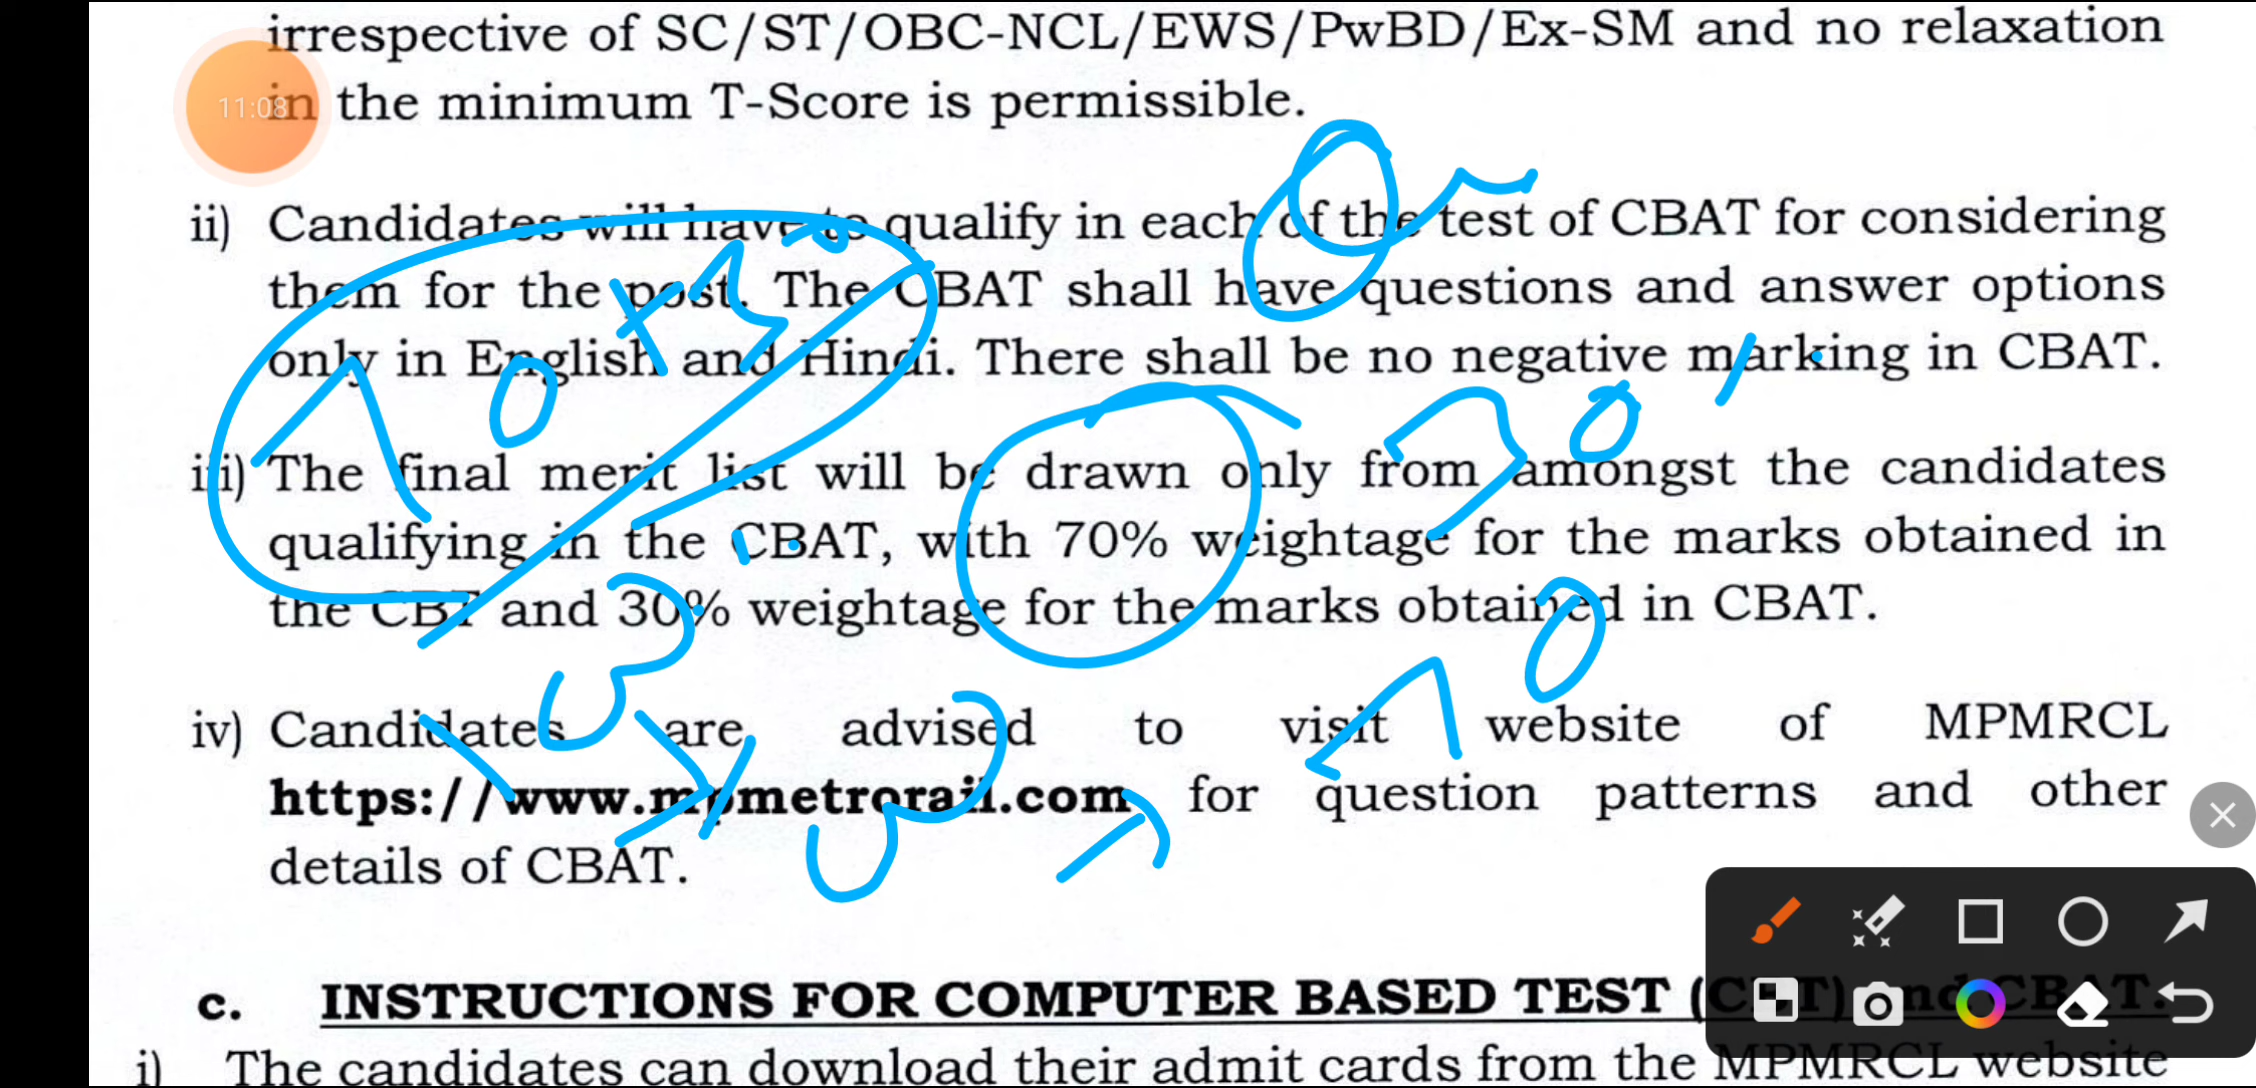 irrespective of SC/ST/OBC-NCL/EWS/PwBD/Ex-SM and no relaxation
11:08
in the minimum T-Score is permissible.
ii) Candidates will have to qualify in each of the test of CBAT for considering
them for the post. The CBAT shall have questions and answer options
only in English and Hindi. There shall be no negative marking in CBAT.
70+30
30
iii) The final merit list will be drawn only from amongst the candidates
qualifying in the CBAT, with 70% weightage for the marks obtained in
the CBT and 30% weightage for the marks obtained in CBAT.
70
iv) Candidates are advised to visit website of MPMRCL
https://www.mpmetrorail.com for question patterns and other
details of CBAT.
c. INSTRUCTIONS FOR COMPUTER BASED TEST (CBT) and CBAT.
i) The candidates can download their admit cards from the MPMRCL website